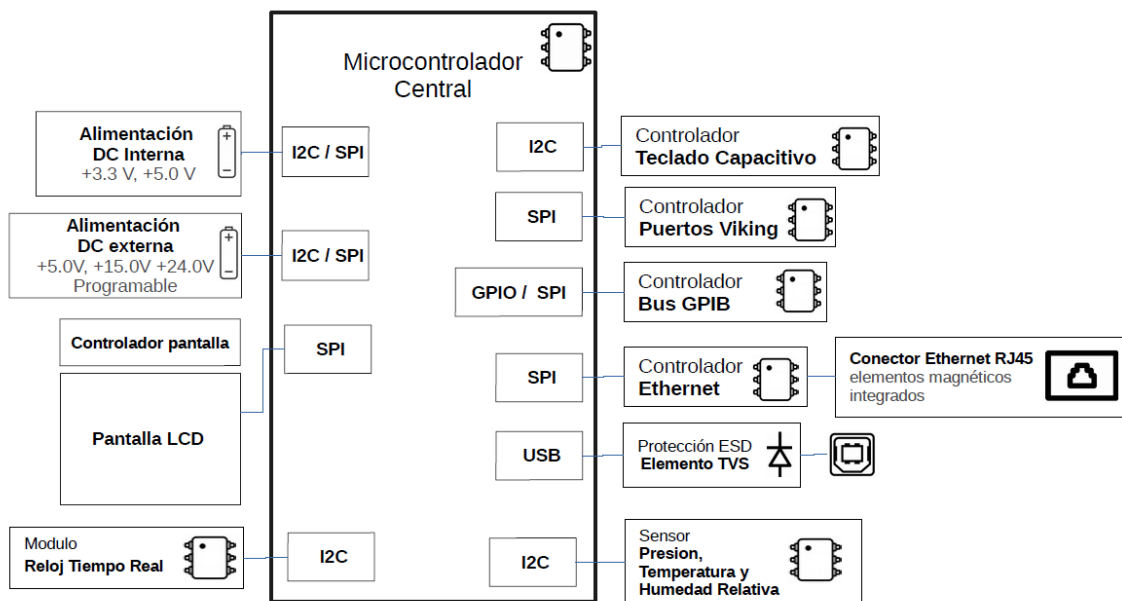 Microcontrolador
Central
Alimentación
DC Interna
+3.3 V, +5.0 V
I2C / SPI
Alimentación
DC externa
+5.0V, +15.0V +24.0V
Programable
I2C / SPI
Controlador pantalla
SPI
Pantalla LCD
Modulo
Reloj Tiempo Real
I2C
I2C
Controlador
Teclado Capacitivo
SPI
Controlador
Puertos Viking
GPIO / SPI
Controlador
Bus GPIB
SPI
Controlador
Ethernet
Conector Ethernet RJ45
elementos magnéticos
integrados
USB
Protección ESD
Elemento TVS
I2C
Sensor
Presion,
Temperatura y
Humedad Relativa